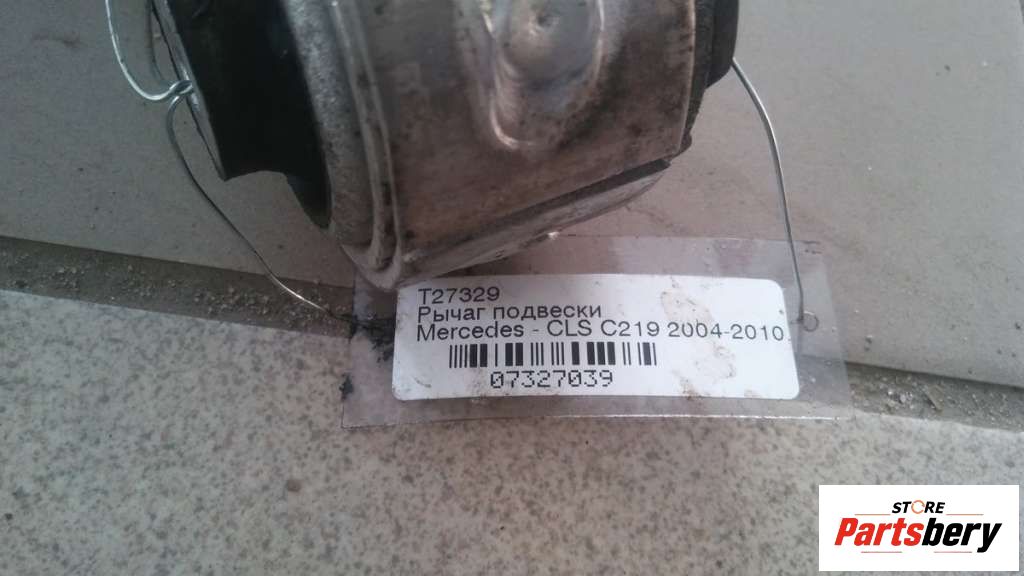 T27329
Рычаг подвески
Mercedes - CLS C219 2004-2010
07327039
STORE
Partsbery